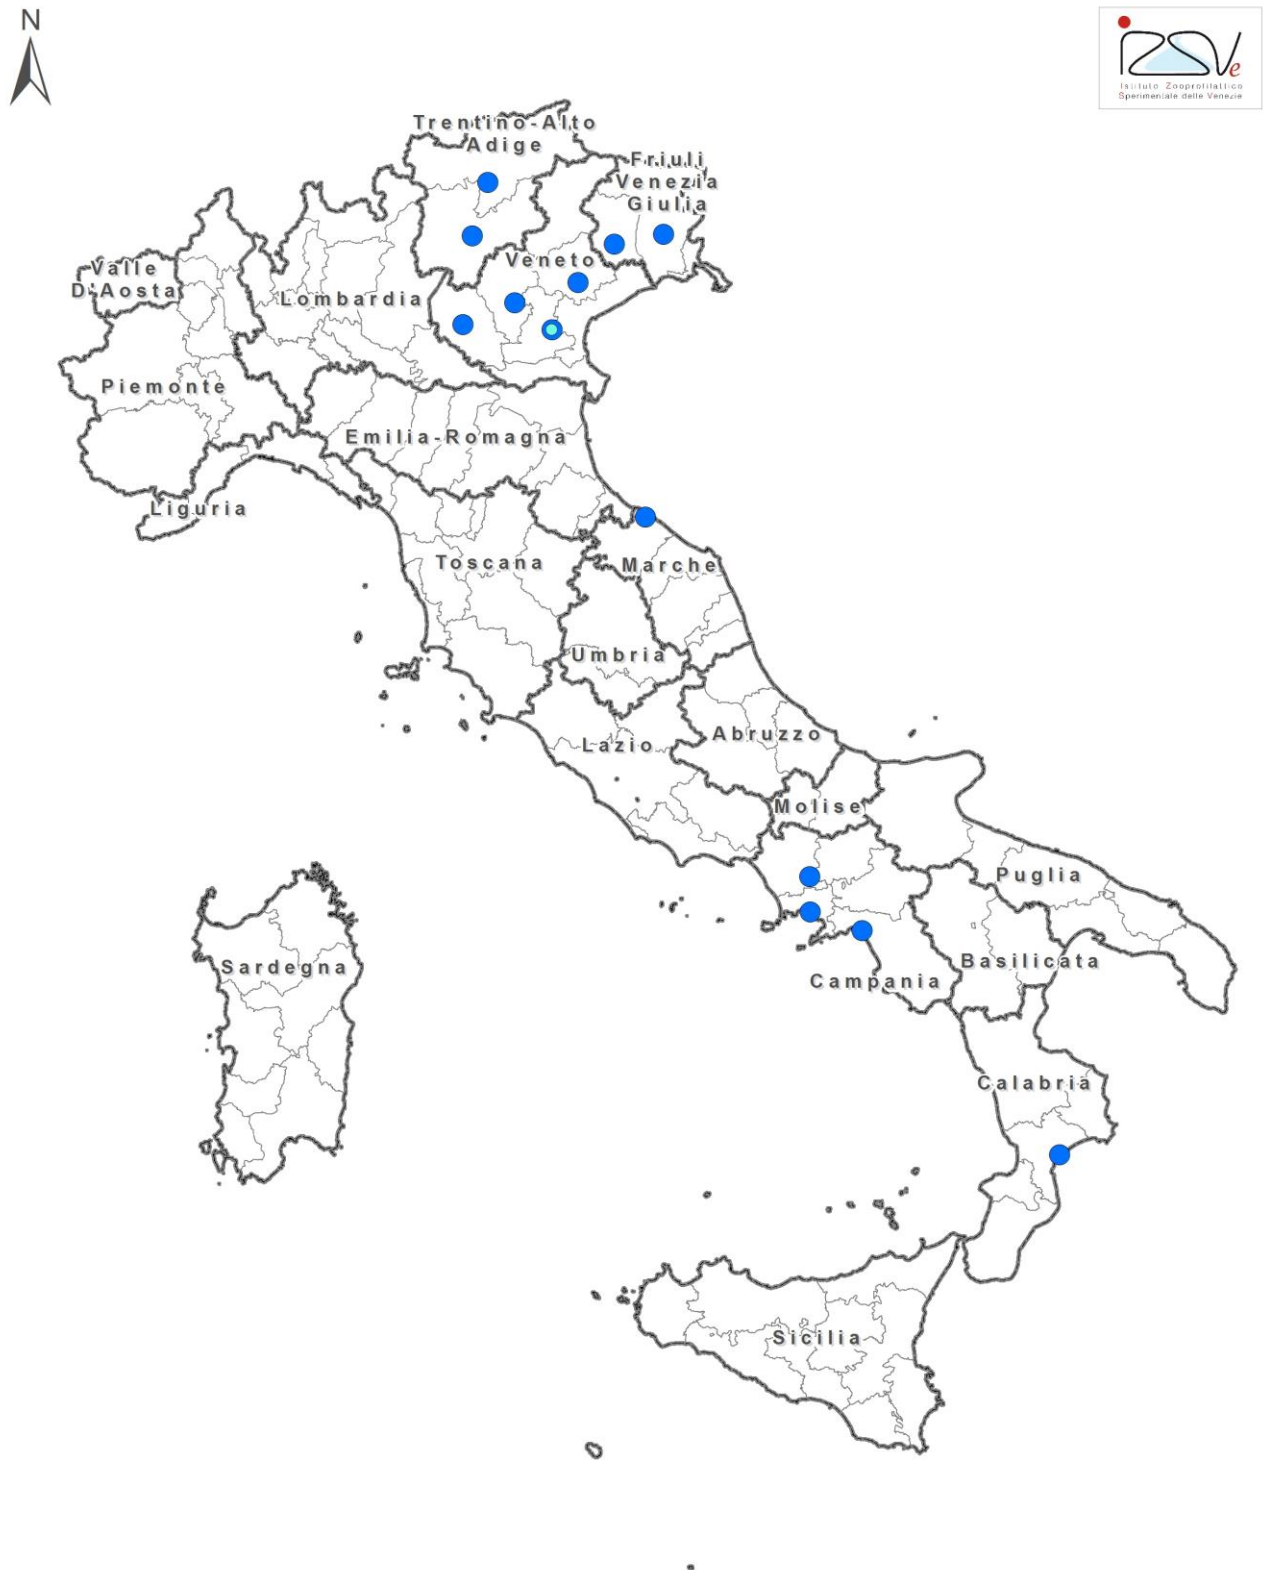 N
iZSVe
Istituto Zooprofilattico
Sperimentale delle Venezie
Trentino-Alto
Adige
Friuli
Venezia
Giulia
Veneto
Valle
D'Aosta
Lombardia
Piemonte
Emilia-Romagna
Liguria
Toscana
Marche
Umbria
Abruzzo
Lazio
Molise
Puglia
Basilicata
Sardegna
Campania
Calabria
Sicilia